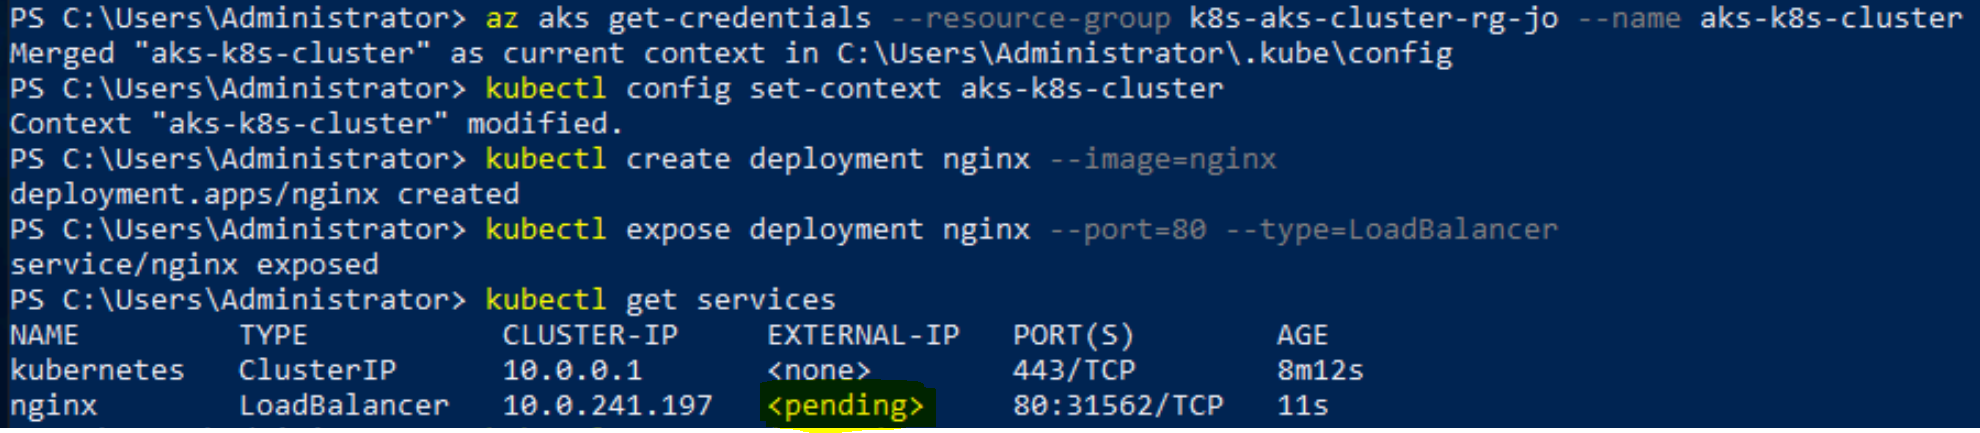 PS C:\Users\Administrator> az aks get-credentials --resource-group k8s-aks-cluster-rg-jo --name aks-k8s-cluster
Merged "aks-k8s-cluster" as current context in C:\Users\Administrator\.kube\config
PS C:\Users\Administrator> kubectl config set-context aks-k8s-cluster
Context "aks-k8s-cluster" modified.
PS C:\Users\Administrator> kubectl create deployment nginx --image=nginx
deployment.apps/nginx created
PS C:\Users\Administrator> kubectl expose deployment nginx --port=80 --type=LoadBalancer
service/nginx exposed
PS C:\Users\Administrator> kubectl get services
NAME         TYPE           CLUSTER-IP     EXTERNAL-IP   PORT(S)        AGE
kubernetes   ClusterIP      10.0.0.1       <none>        443/TCP        8m12s
nginx        LoadBalancer   10.0.241.197   <pending>     80:31562/TCP   11s